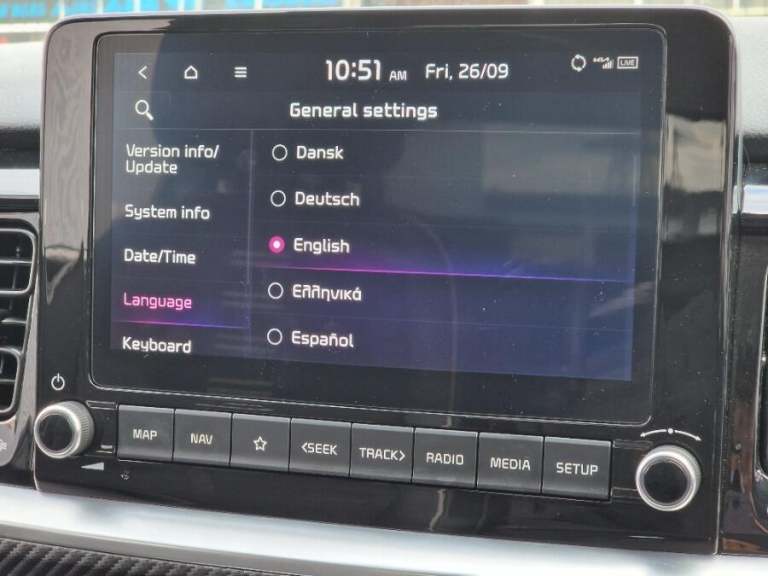 10:51 AM Fri, 26/09
LIVE
General settings
Version info/
Update
System info
Date/Time
Language
Keyboard
Dansk
Deutsch
English
Ελληνικά
Español
MAP
NAV
<SEEK
TRACK>
RADIO
MEDIA
SETUP